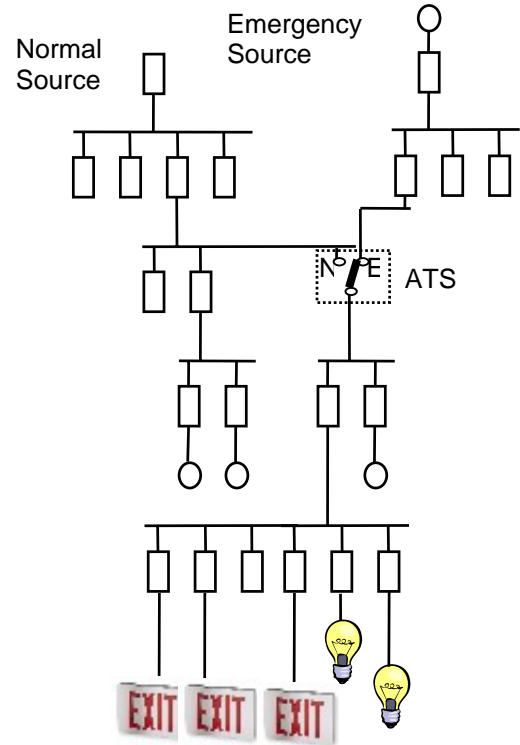 Normal
Source
Emergency
Source
N E
ATS
EXIT
EXIT
EXIT